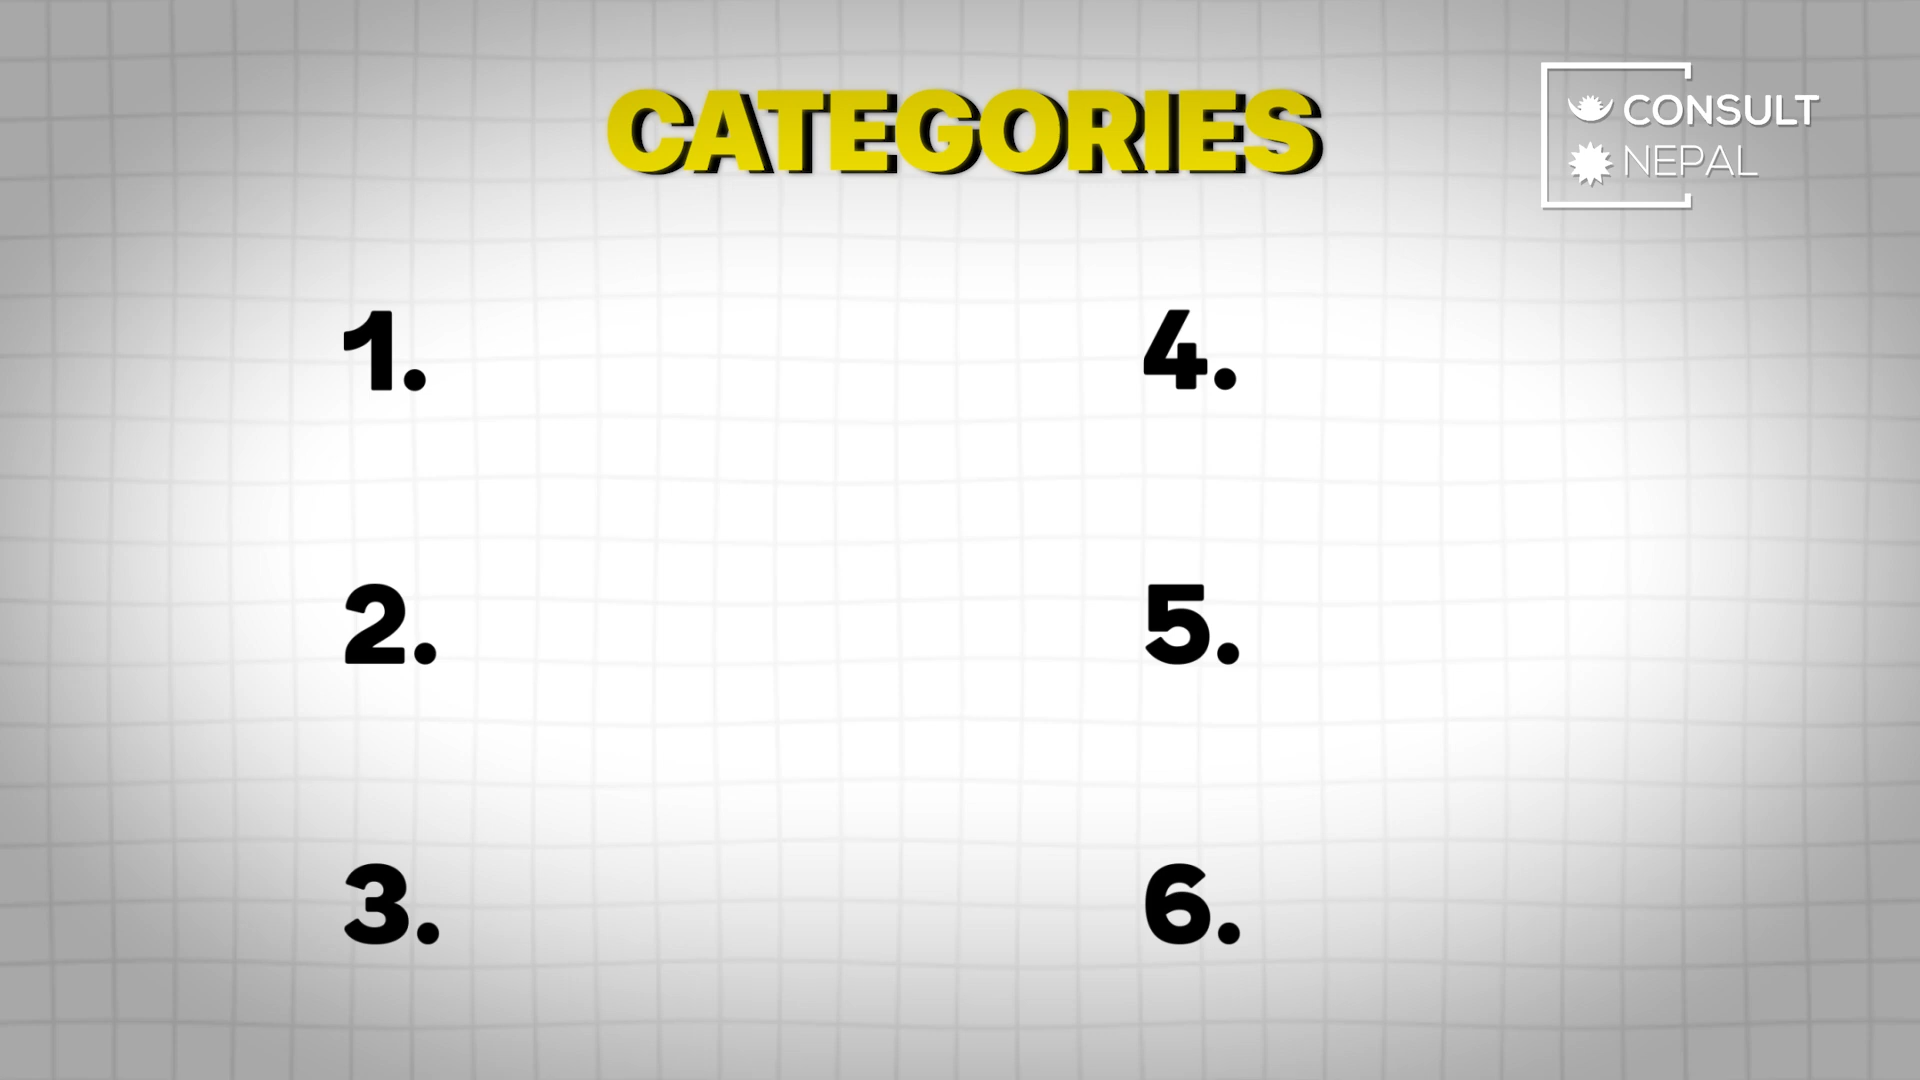 CATEGORIES
CONSULT
NEPAL
1.
2.
3.
4.
5.
6.